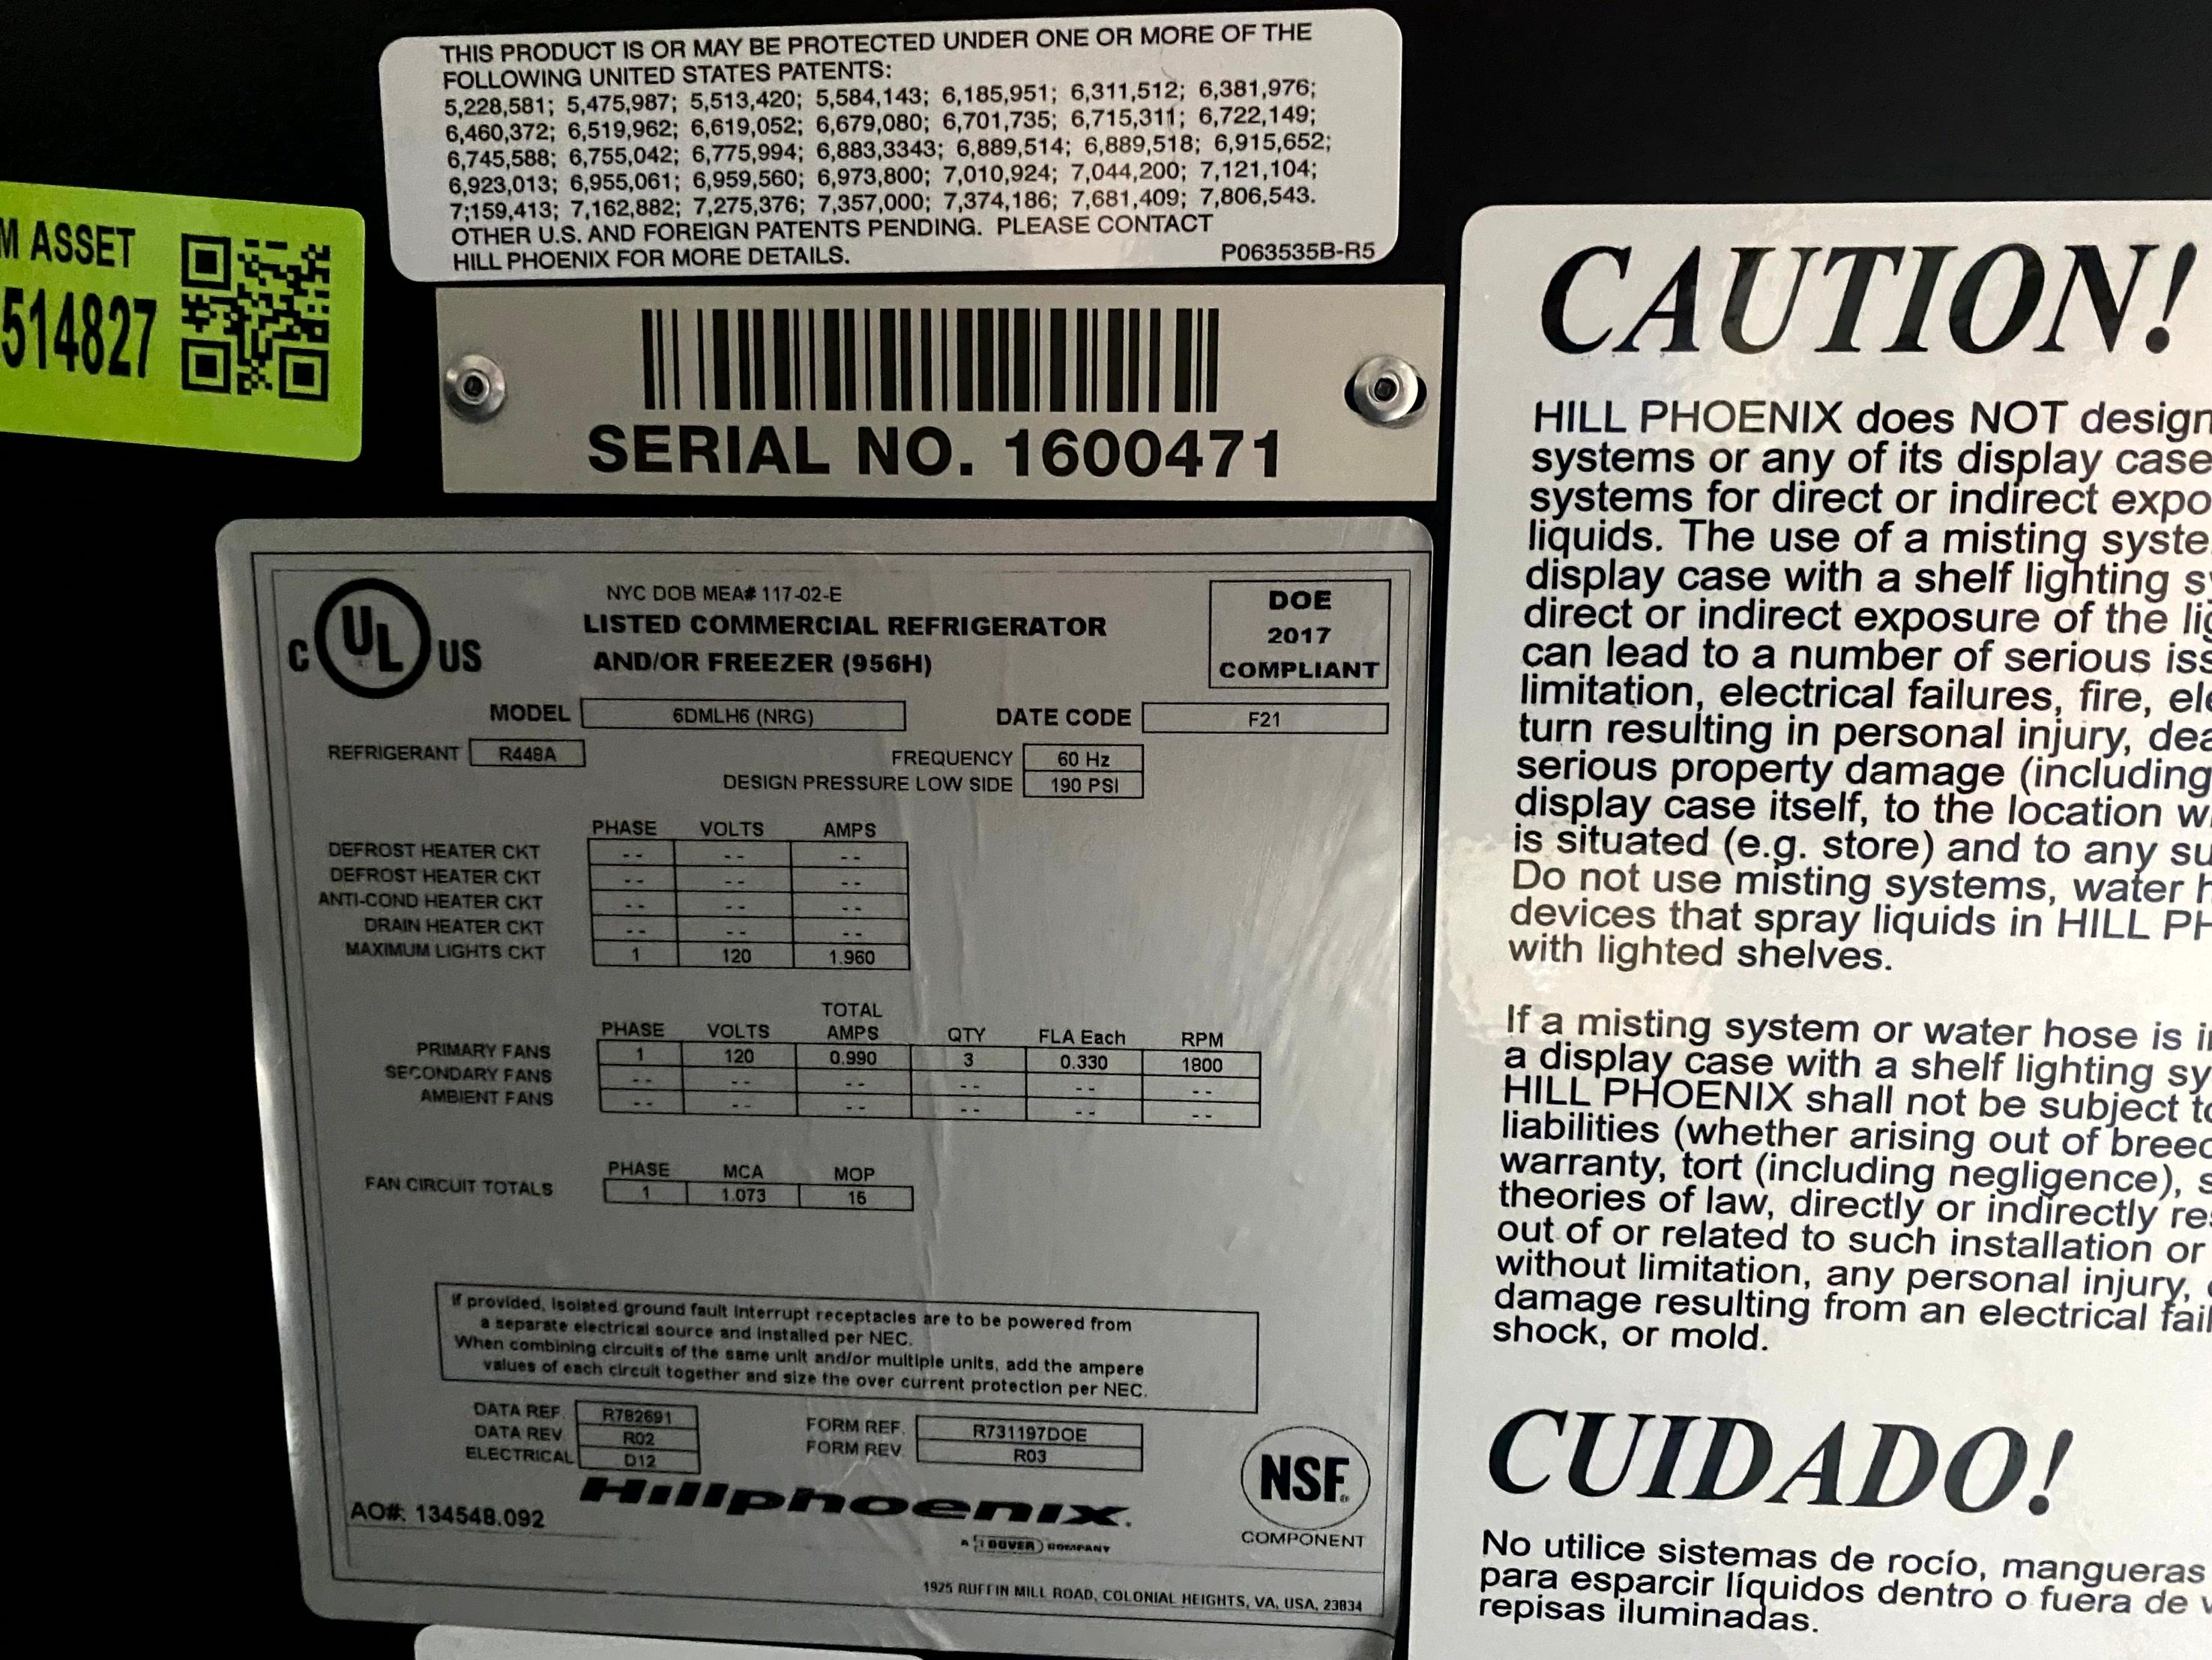 THIS PRODUCT IS OR MAY BE PROTECTED UNDER ONE OR MORE OF THE
FOLLOWING UNITED STATES PATENTS:
5,228,581; 5,475,987; 5,513,420; 5,584,143; 6,185,951; 6,311,512; 6,381,976;
6,460,372; 6,519,962; 6,619,052; 6,679,080; 6,701,735; 6,715,311; 6,722,149;
6,745,588; 6,755,042; 6,775,994; 6,883,3343; 6,889,514; 6,889,518; 6,915,652;
6,923,013; 6,955,061; 6,959,560; 6,973,800; 7,010,924; 7,044,200; 7,121,104;
7;159,413; 7,162,882; 7,275,376; 7,357,000; 7,374,186; 7,681,409; 7,806,543.
OTHER U.S. AND FOREIGN PATENTS PENDING. PLEASE CONTACT
HILL PHOENIX FOR MORE DETAILS. P063535B-R5
M ASSET
514827
SERIAL NO. 1600471
C UL US
NYC DOB MEA# 117-02-E
LISTED COMMERCIAL REFRIGERATOR
AND/OR FREEZER (956H)
DOE
2017
COMPLIANT
MODEL 6DMLH6 (NRG) DATE CODE F21
REFRIGERANT R448A FREQUENCY 60 Hz
DESIGN PRESSURE LOW SIDE 190 PSI
PHASE VOLTS AMPS
DEFROST HEATER CKT -- -- --
DEFROST HEATER CKT -- -- --
ANTI-COND HEATER CKT -- -- --
DRAIN HEATER CKT -- -- --
MAXIMUM LIGHTS CKT 1 120 1.960
TOTAL
PHASE VOLTS AMPS QTY FLA Each RPM
PRIMARY FANS 1 120 0.990 3 0.330 1800
SECONDARY FANS -- -- -- -- -- --
AMBIENT FANS -- -- -- -- -- --
PHASE MCA MOP
FAN CIRCUIT TOTALS 1 1.073 15
If provided, isolated ground fault interrupt receptacles are to be powered from
a separate electrical source and installed per NEC.
When combining circuits of the same unit and/or multiple units, add the ampere
values of each circuit together and size the over current protection per NEC.
DATA REF. R782691 FORM REF. R731197DOE
DATA REV. R02 FORM REV. R03
ELECTRICAL D12
Hillphoenix.
AO#: 134548.092
A DOVER COMPANY
NSF®
COMPONENT
1925 RUFFIN MILL ROAD, COLONIAL HEIGHTS, VA, USA, 23834
CAUTION!
HILL PHOENIX does NOT design
systems or any of its display case
systems for direct or indirect expo
liquids. The use of a misting syste
display case with a shelf lighting s
direct or indirect exposure of the lig
can lead to a number of serious iss
limitation, electrical failures, fire, ele
turn resulting in personal injury, dea
serious property damage (including
display case itself, to the location w
is situated (e.g. store) and to any su
Do not use misting systems, water h
devices that spray liquids in HILL PH
with lighted shelves.
If a misting system or water hose is i
a display case with a shelf lighting sy
HILL PHOENIX shall not be subject to
liabilities (whether arising out of breec
warranty, tort (including negligence), s
theories of law, directly or indirectly re
out of or related to such installation or
without limitation, any personal injury,
damage resulting from an electrical fail
shock, or mold.
CUIDADO!
No utilice sistemas de rocío, mangueras
para esparcir líquidos dentro o fuera de v
repisas iluminadas.